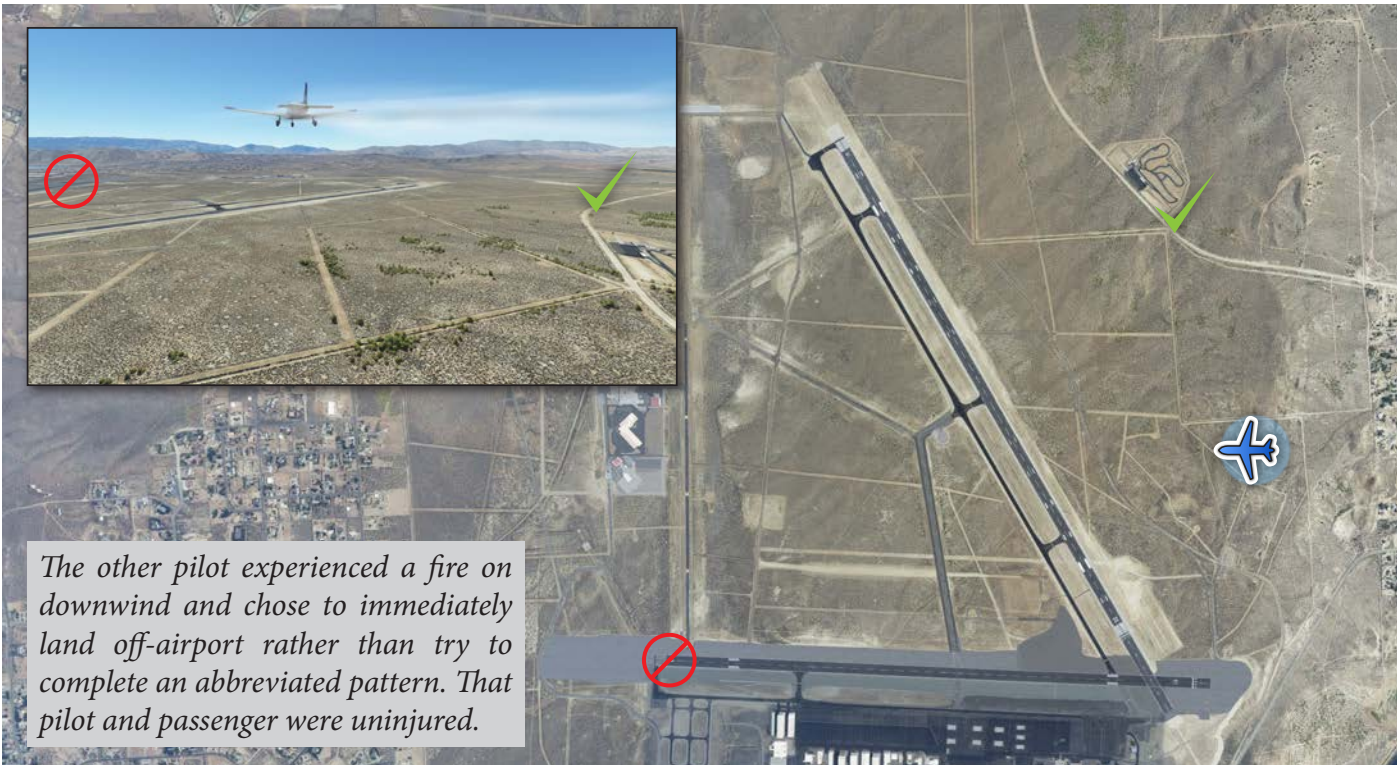 The other pilot experienced a fire on
downwind and chose to immediately
land off-airport rather than try to
complete an abbreviated pattern. That
pilot and passenger were uninjured.